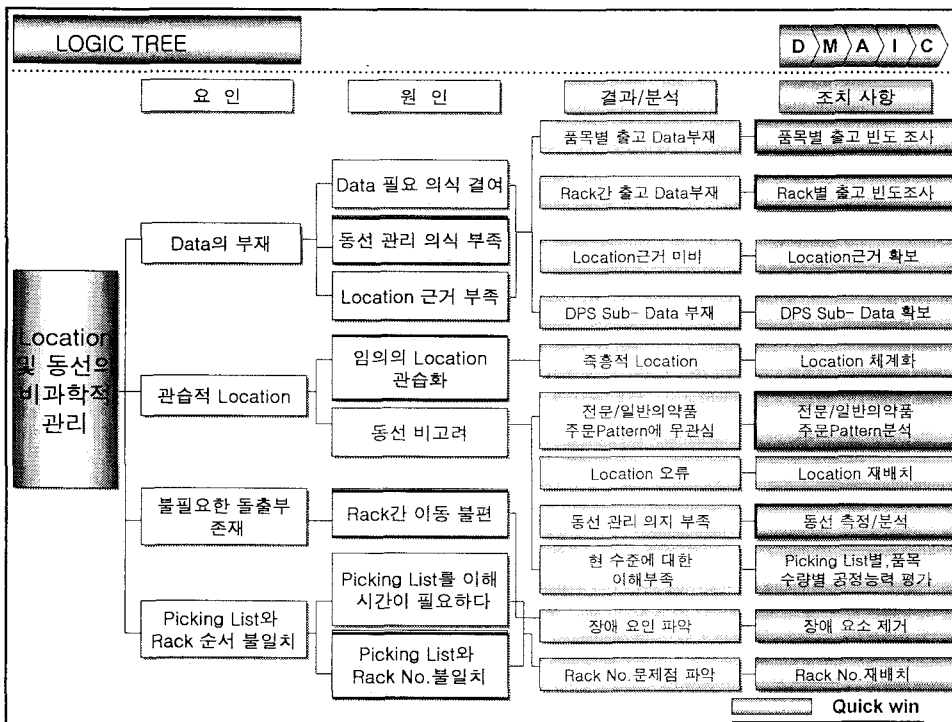 LOGIC TREE
D M A I C
요 인
원 인
결과/분석
조치 사항
Location
및 동선의
비과학적
관리
Data의 부재
관습적 Location
불필요한 돌출부
존재
Picking List와
Rack 순서 불일치
Data 필요 의식 결여
동선 관리 의식 부족
Location 근거 부족
임의의 Location
관습화
동선 비고려
Rack간 이동 불편
Picking List를 이해
시간이 필요하다
Picking List와
Rack No.불일치
품목별 출고 Data부재
Rack간 출고 Data부재
Location근거 미비
DPS Sub- Data 부재
즉흥적 Location
전문/일반의약품
주문Pattern에 무관심
Location 오류
동선 관리 의지 부족
현 수준에 대한
이해부족
장애 요인 파악
Rack No.문제점 파악
품목별 출고 빈도 조사
Rack별 출고 빈도조사
Location근거 확보
DPS Sub- Data 확보
Location 체계화
전문/일반의약품
주문Pattern분석
Location 재배치
동선 측정/분석
Picking List별,품목
수량별 공정능력 평가
장애 요소 제거
Rack No.재배치
Quick win